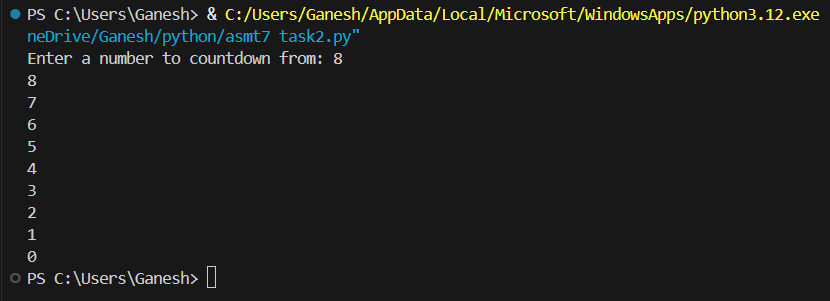 PS C:\Users\Ganesh> & C:/Users/Ganesh/AppData/Local/Microsoft/WindowsApps/python3.12.exe
neDrive/Ganesh/python/asmt7 task2.py"
Enter a number to countdown from: 8
8
7
6
5
4
3
2
1
0
PS C:\Users\Ganesh>